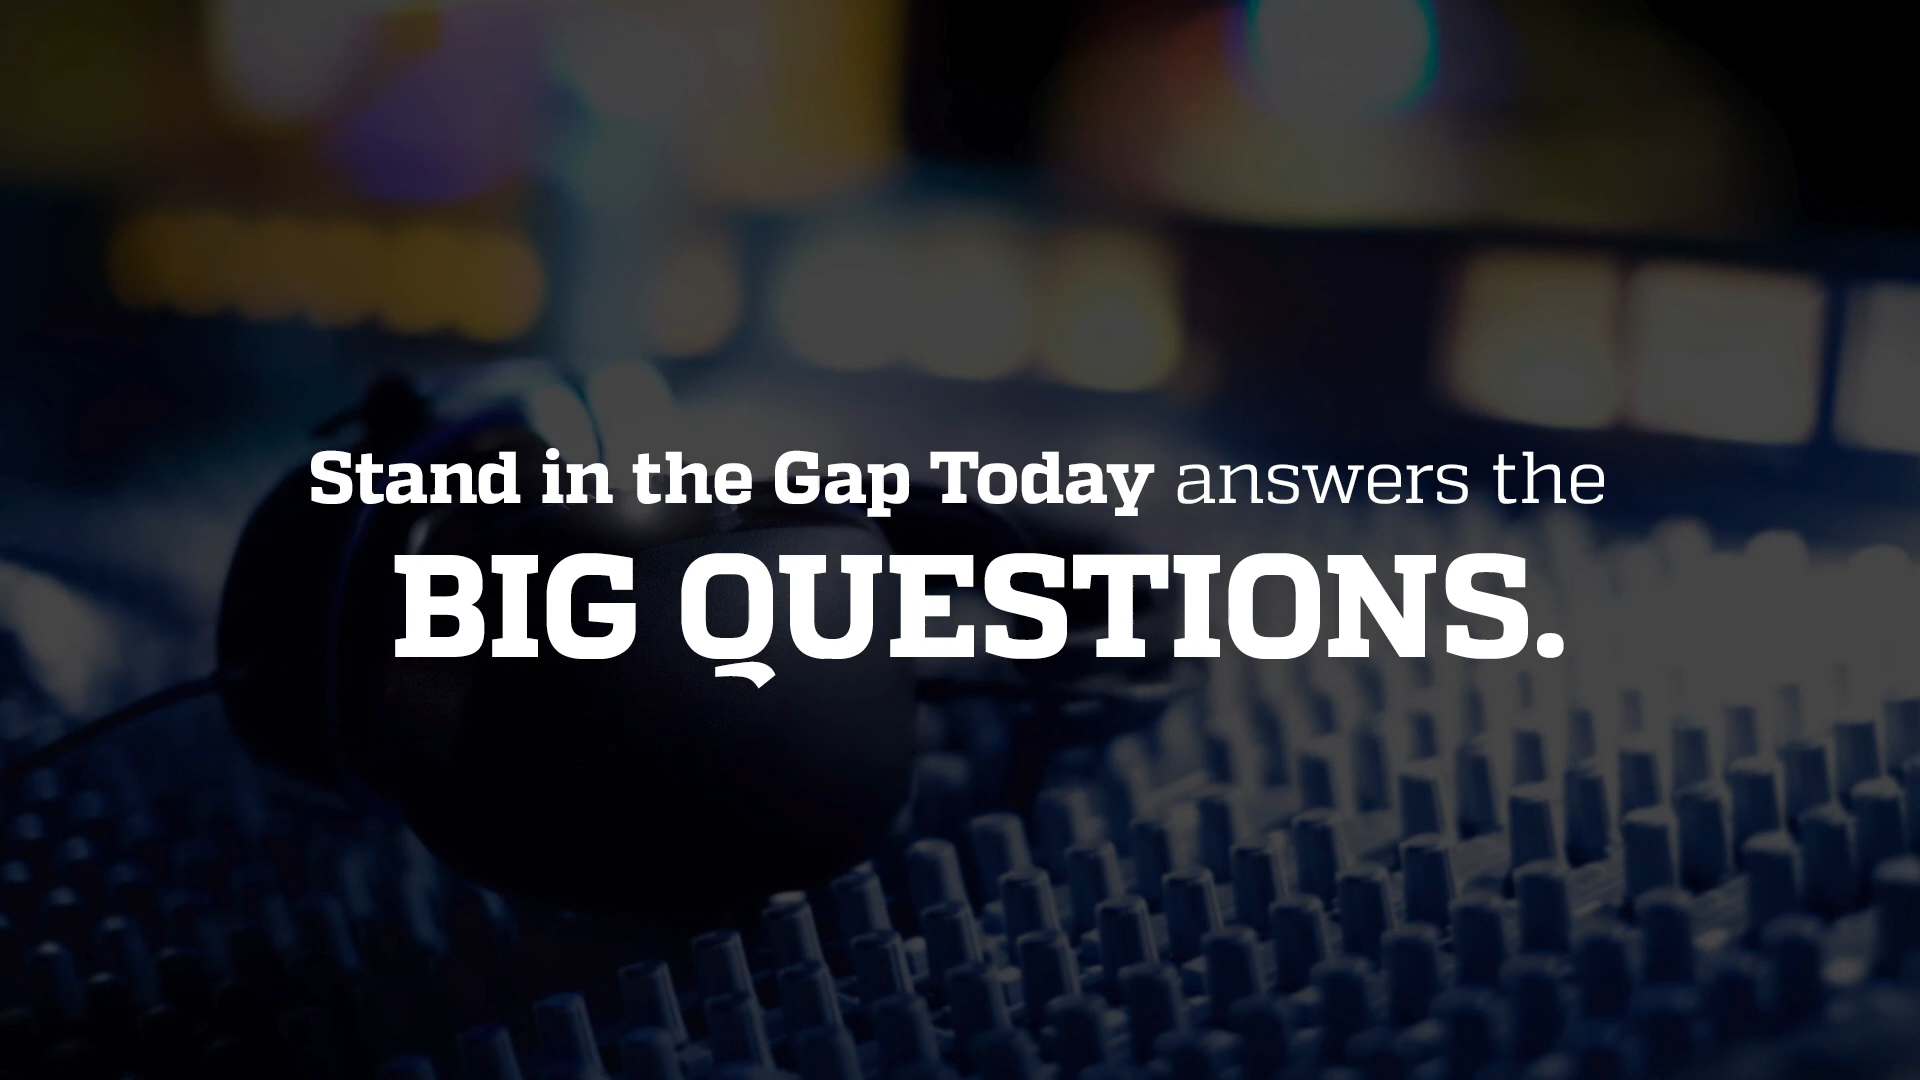 Stand in the Gap Today answers the
BIG QUESTIONS.